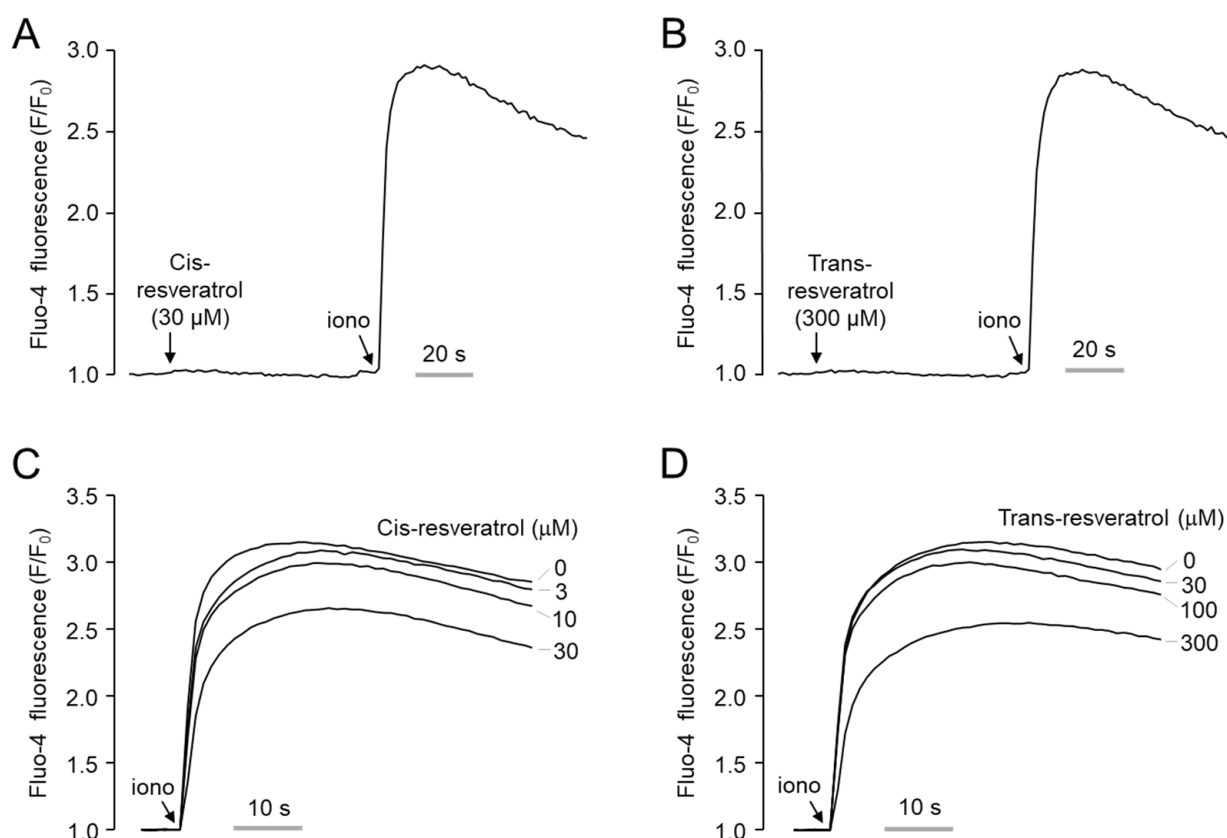 A
Fluo-4 fluorescence (F/F₀)
3.0
2.5
2.0
1.5
1.0
Cis-
resveratrol
(30 µM)
iono
20 s
B
Fluo-4 fluorescence (F/F₀)
3.0
2.5
2.0
1.5
1.0
Trans-
resveratrol
(300 µM)
iono
20 s
C
Fluo-4 fluorescence (F/F₀)
3.5
3.0
2.5
2.0
1.5
1.0
Cis-resveratrol (µM)
0
3
10
30
iono
10 s
D
Fluo-4 fluorescence (F/F₀)
3.5
3.0
2.5
2.0
1.5
1.0
Trans-resveratrol (µM)
0
30
100
300
iono
10 s